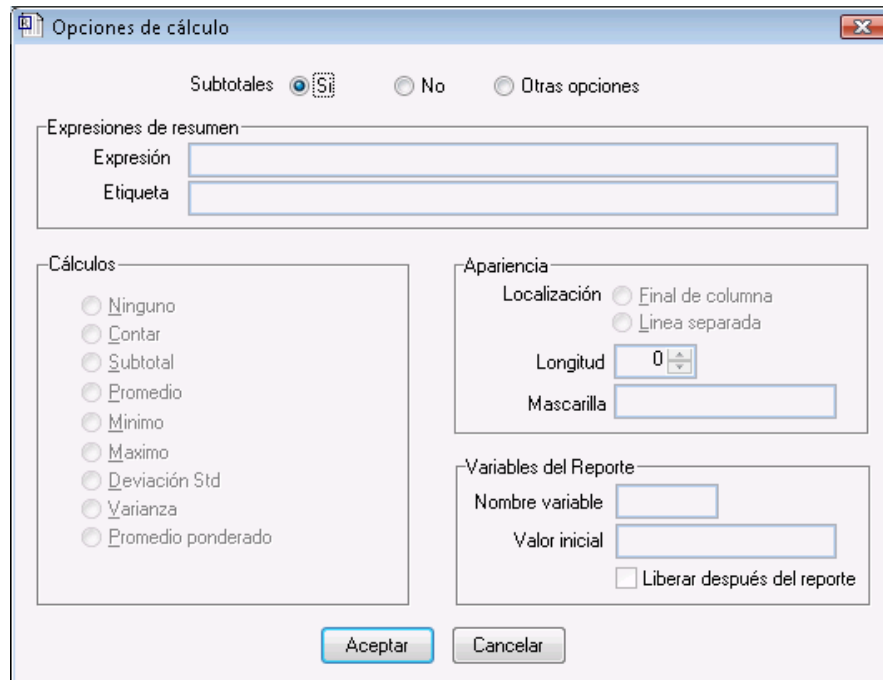 Opciones de cálculo
Subtotales Si No Otras opciones
Expresiones de resumen
Expresión
Etiqueta
Cálculos
Ninguno
Contar
Subtotal
Promedio
Minimo
Maximo
Deviación Std
Varianza
Promedio ponderado
Apariencia
Localización Final de columna
Linea separada
Longitud 0
Mascarilla
Variables del Reporte
Nombre variable
Valor inicial
Liberar después del reporte
Aceptar Cancelar